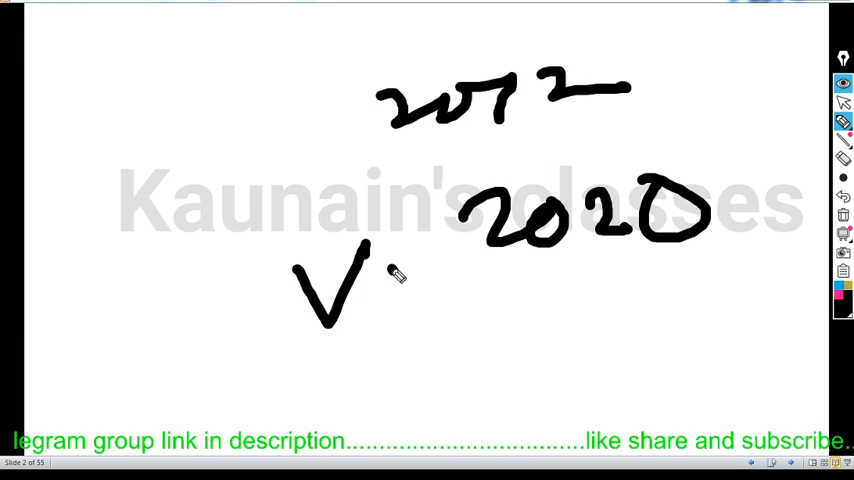 2012
Kaunain's classes
2020
V
legram group link in description..................................like share and subscribe..
Slide 2 of 55